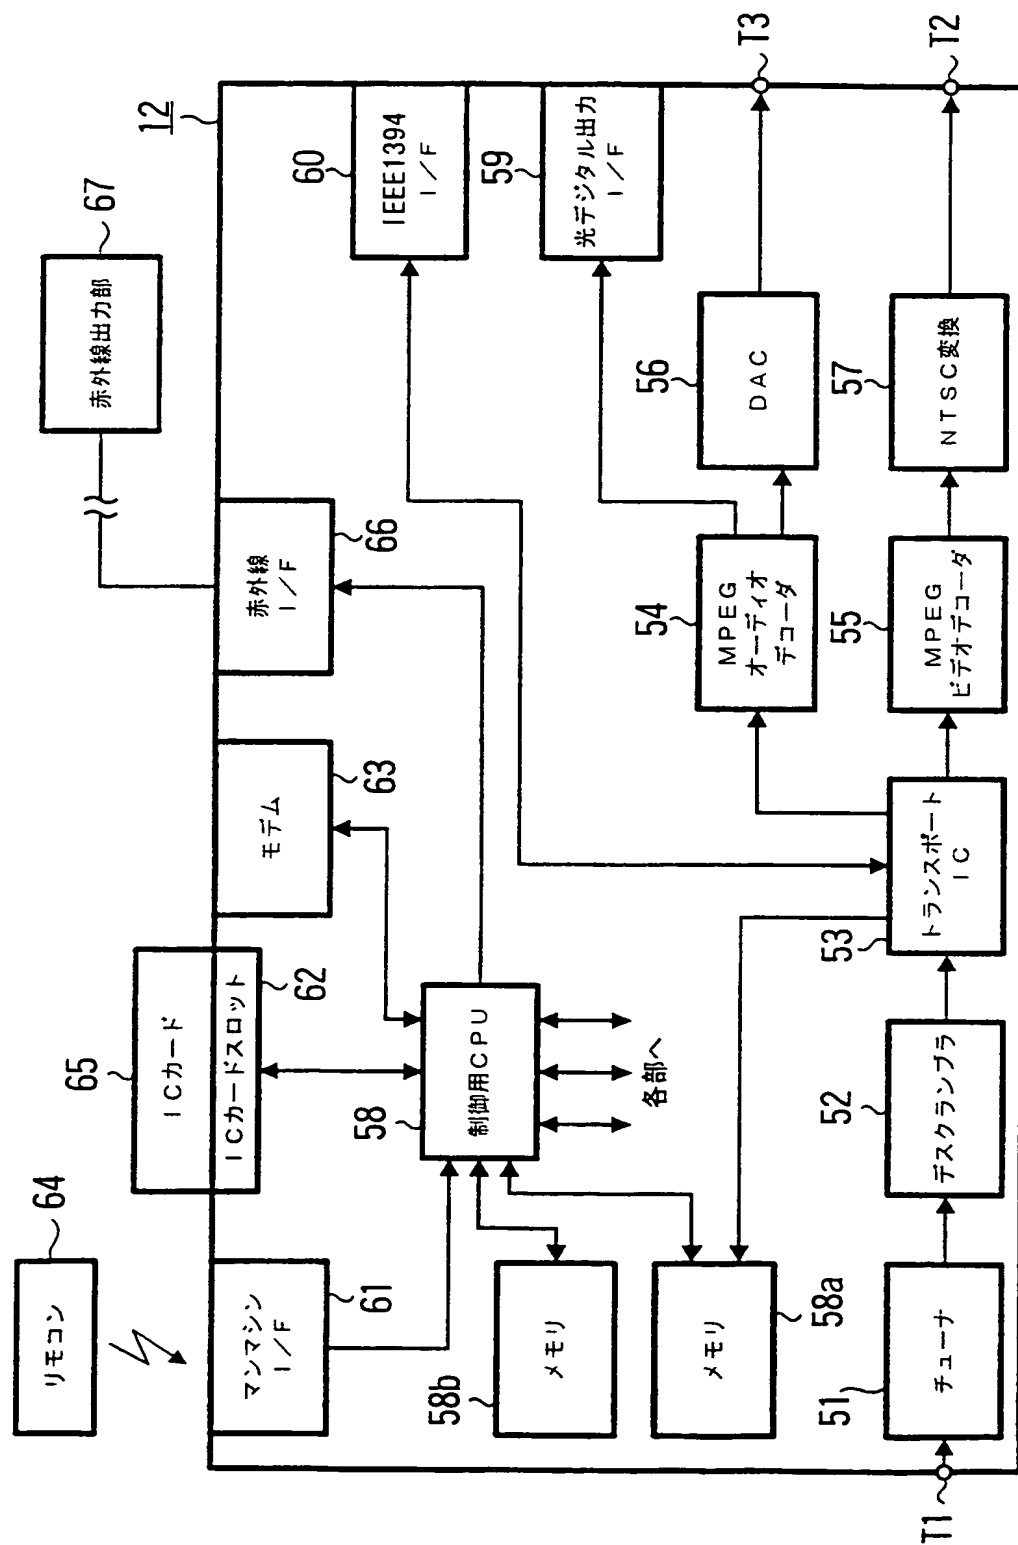 リモコン
64
ICカード
65
ICカードスロット
62
マンマシン
I/F
61
モデム
63
赤外線
I/F
66
赤外線出力部
67
12
IEEE1394
I/F
60
光デジタル出力
I/F
59
制御用CPU
58
各部へ
メモリ
58b
メモリ
58a
MPEG
オーディオ
デコーダ
54
DAC
56
T3
T1
チューナ
51
デスクランブラ
52
トランスポート
IC
53
MPEG
ビデオデコーダ
55
NTSC変換
57
T2